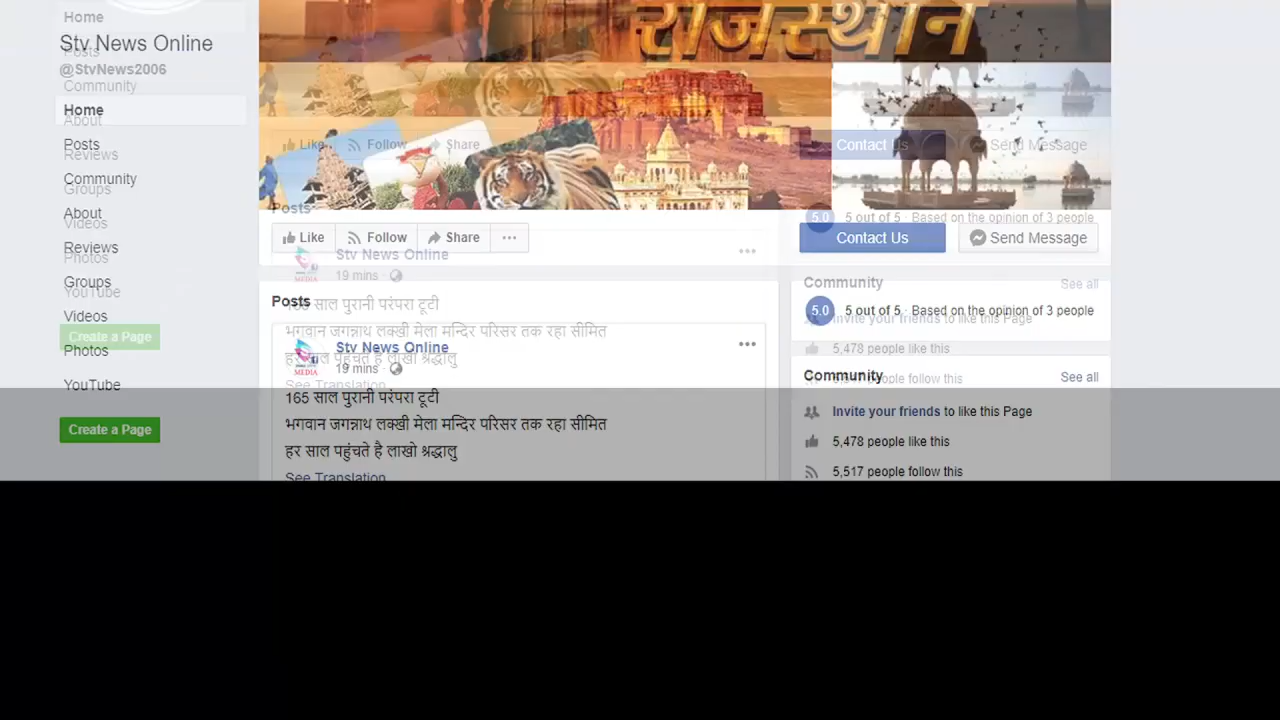 राजस्थान
Stv News Online
@StvNews2006
Home
Posts
Community
About
Reviews
Groups
Videos
Photos
YouTube
Create a Page
Like
Follow
Share
Contact Us
Send Message
Posts
Stv News Online
19 mins
165 साल पुरानी परंपरा टूटी
भगवान जगन्नाथ लक्खी मेला मन्दिर परिसर तक रहा सीमित
हर साल पहुंचते है लाखो श्रद्धालु
See Translation
5.0
5 out of 5 · Based on the opinion of 3 people
Community
See all
Invite your friends to like this Page
5,478 people like this
5,517 people follow this